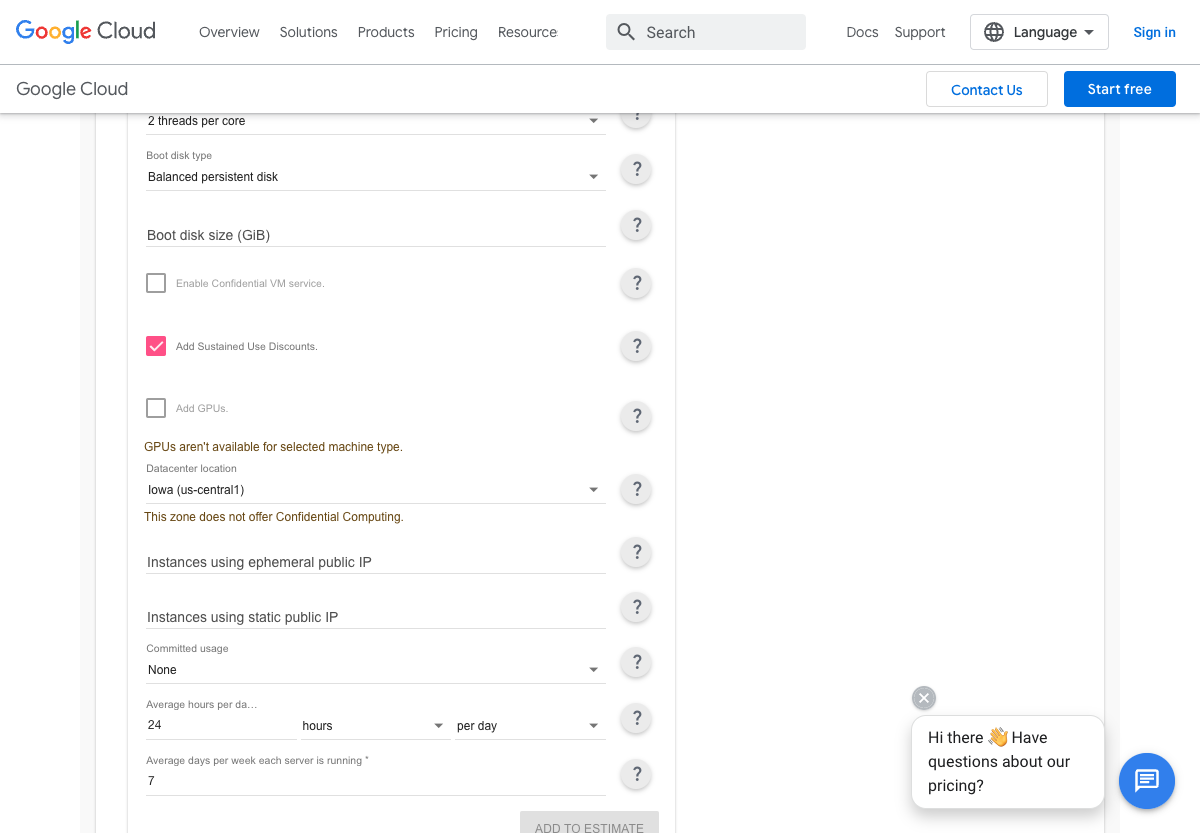 Google Cloud
Overview Solutions Products Pricing Resource
Search
Docs Support
Language
Sign in
Google Cloud
Contact Us
Start free
2 threads per core
?
Boot disk type
Balanced persistent disk
?
Boot disk size (GiB)
?
Enable Confidential VM service.
?
Add Sustained Use Discounts.
?
Add GPUs.
?
GPUs aren't available for selected machine type.
Datacenter location
Iowa (us-central1)
?
This zone does not offer Confidential Computing.
Instances using ephemeral public IP
?
Instances using static public IP
?
Committed usage
None
?
Average hours per da…
24 hours per day
?
Average days per week each server is running *
7
?
ADD TO ESTIMATE
Hi there 👋 Have
questions about our
pricing?